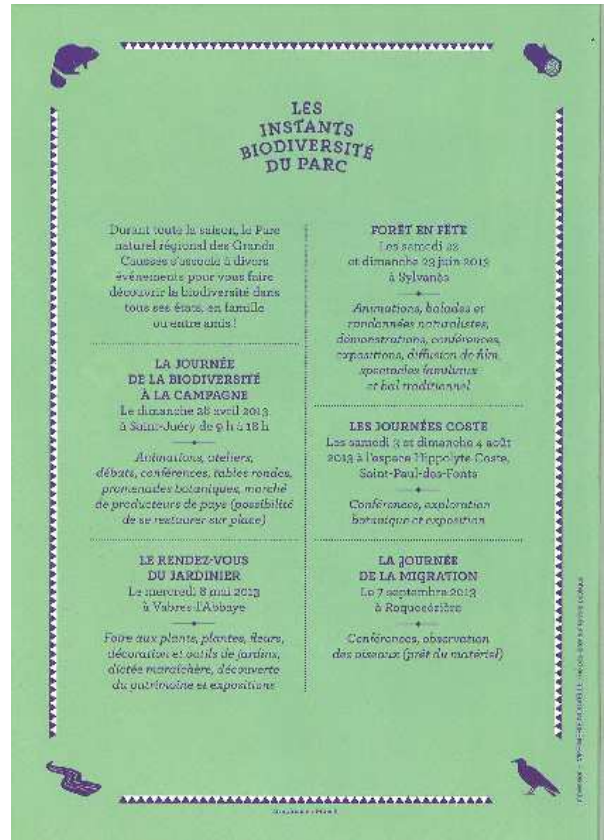 LES
INSTANTS
BIODIVERSITÉ
DU PARC
Durant toute la saison, le Parc
naturel régional des Grands
Causses s'associe à divers
événements pour vous faire
découvrir la biodiversité dans
tous ses états, en famille
ou entre amis !
LA JOURNÉE
DE LA BIODIVERSITÉ
À LA CAMPAGNE
Le dimanche 28 avril 2013
à Saint-Juéry de 9 h à 18 h
Animations, ateliers,
débats, conférences, tables rondes,
promenades botaniques, marché
de producteurs de pays (possibilité
de se restaurer sur place)
LE RENDEZ-VOUS
DU JARDINIER
Le mercredi 8 mai 2013
à Vabres-l'Abbaye
Foire aux plants, plantes, fleurs,
décoration et outils de jardins,
dictée maraîchère, découverte
du patrimoine et expositions
FORÊT EN FÊTE
Les samedi 22
et dimanche 23 juin 2013
à Sylvanès
Animations, balades et
randonnées naturalistes,
démonstrations, conférences,
expositions, diffusion de film,
spectacles
et bal traditionnel
LES JOURNÉES COSTE
Les samedi 3 et dimanche 4 août
2013 à l'espace Hippolyte Coste,
Saint-Paul-des-Fonts
Conférences, exploration
botanique et exposition
LA JOURNÉE
DE LA MIGRATION
Le 7 septembre 2013
à Roquecézière
Conférences, observation
des oiseaux (prêt du matériel)